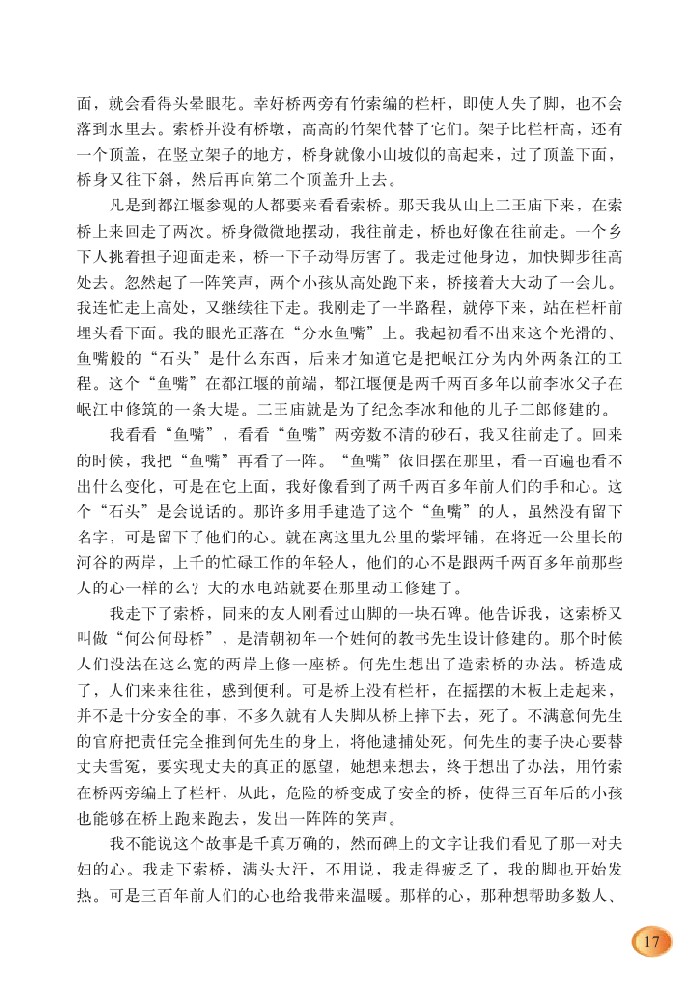 面，就会看得头晕眼花。幸好桥两旁有竹索编的栏杆，即使人失了脚，也不会
落到水里去。索桥并没有桥墩，高高的竹架代替了它们。架子比栏杆高，还有
一个顶盖，在竖立架子的地方，桥身就像小山坡似的高起来，过了顶盖下面，
桥身又往下斜，然后再向第二个顶盖升上去。
凡是到都江堰参观的人都要来看看索桥。那天我从山上二王庙下来，在索
桥上来回走了两次。桥身微微地摆动，我往前走，桥也好像在往前走。一个乡
下人挑着担子迎面走来，桥一下子动得厉害了。我走过他身边，加快脚步往高
处去。忽然起了一阵笑声，两个小孩从高处跑下来，桥接着大大动了一会儿。
我连忙走上高处，又继续往下走。我刚走了一半路程，就停下来，站在栏杆前
埋头看下面。我的眼光正落在“分水鱼嘴”上。我起初看不出来这个光滑的、
鱼嘴般的“石头”是什么东西，后来才知道它是把岷江分为内外两条江的工
程。这个“鱼嘴”在都江堰的前端，都江堰便是两千两百多年以前李冰父子在
岷江中修筑的一条大堤。二王庙就是为了纪念李冰和他的儿子二郎修建的。
我看看“鱼嘴”，看看“鱼嘴”两旁数不清的砂石，我又往前走了。回来
的时候，我把“鱼嘴”再看了一阵。“鱼嘴”依旧摆在那里，看一百遍也看不
出什么变化，可是在它上面，我好像看到了两千两百多年前人们的手和心。这
个“石头”是会说话的。那许多用手建造了这个“鱼嘴”的人，虽然没有留下
名字，可是留下了他们的心。就在离这里九公里的紫坪铺，在将近一公里长的
河谷的两岸，上千的忙碌工作的年轻人，他们的心不是跟两千两百多年前那些
人的心一样的么？大的水电站就要在那里动工修建了。
我走下了索桥，同来的友人刚看过山脚的一块石碑。他告诉我，这索桥又
叫做“何公何母桥”，是清朝初年一个姓何的教书先生设计修建的。那个时候
人们没法在这么宽的两岸上修一座桥。何先生想出了造索桥的办法。桥造成
了，人们来来往往，感到便利。可是桥上没有栏杆，在摇摆的木板上走起来，
并不是十分安全的事，不多久就有人失脚从桥上摔下去，死了。不满意何先生
的官府把责任完全推到何先生的身上，将他逮捕处死。何先生的妻子决心要替
丈夫雪冤，要实现丈夫的真正的愿望，她想来想去，终于想出了办法，用竹索
在桥两旁编上了栏杆，从此，危险的桥变成了安全的桥，使得三百年后的小孩
也能够在桥上跑来跑去，发出一阵阵的笑声。
我不能说这个故事是千真万确的，然而碑上的文字让我们看见了那一对夫
妇的心。我走下索桥，满头大汗，不用说，我走得疲乏了，我的脚也开始发
热。可是三百年前人们的心也给我带来温暖。那样的心，那种想帮助多数人、
17